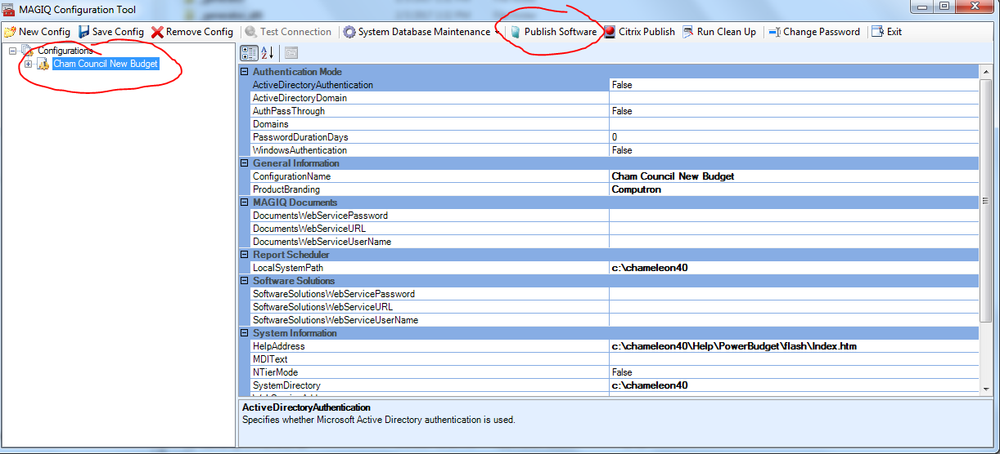 MAGIQ Configuration Tool
New Config Save Config Remove Config Test Connection System Database Maintenance Publish Software Citrix Publish Run Clean Up Change Password Exit
Configurations
Cham Council New Budget
Authentication Mode
ActiveDirectoryAuthentication False
ActiveDirectoryDomain
AuthPassThrough False
Domains
PasswordDurationDays 0
WindowsAuthentication False
General Information
ConfigurationName Cham Council New Budget
ProductBranding Computron
MAGIQ Documents
DocumentsWebServicePassword
DocumentsWebServiceURL
DocumentsWebServiceUserName
Report Scheduler
LocalSystemPath c:\chameleon40
Software Solutions
SoftwareSolutionsWebServicePassword
SoftwareSolutionsWebServiceURL
SoftwareSolutionsWebServiceUserName
System Information
HelpAddress c:\chameleon40\Help\PowerBudget\flash\Index.htm
MDIText
NTierMode False
SystemDirectory c:\chameleon40
ActiveDirectoryAuthentication
Specifies whether Microsoft Active Directory authentication is used.